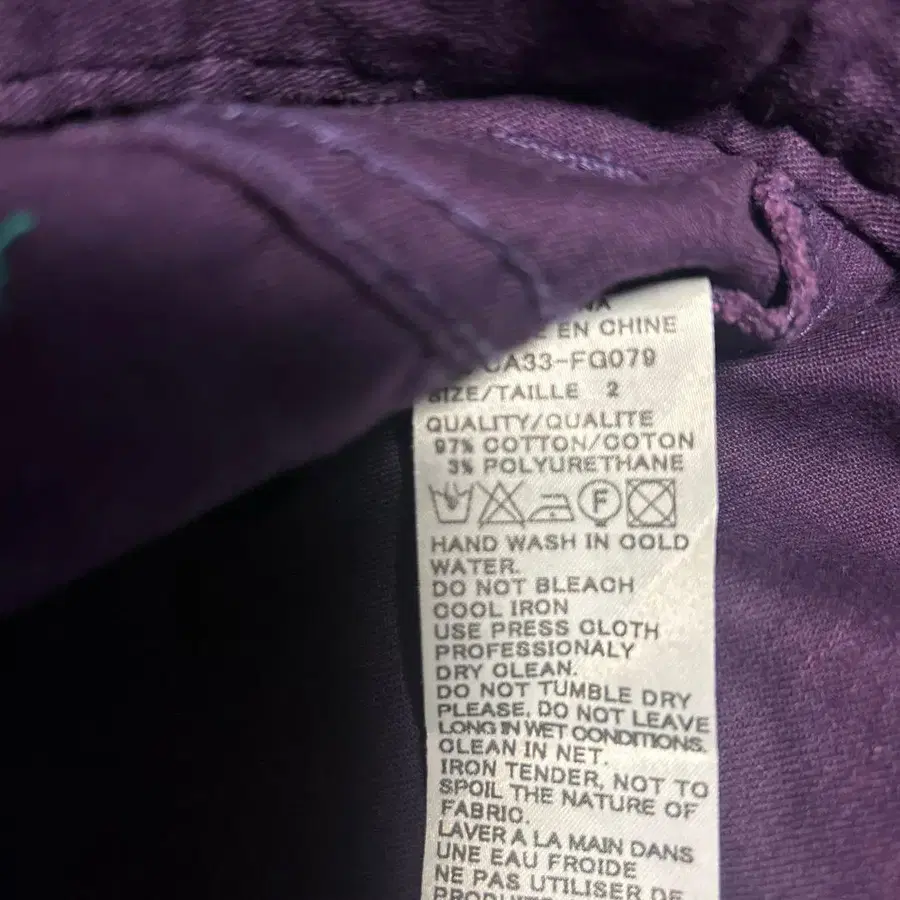 EN CHINE
CA33-FG079
SIZE/TAILLE 2
QUALITY/QUALITE
97% COTTON/COTON
3% POLYURETHANE
F
HAND WASH IN COLD
WATER.
DO NOT BLEACH
COOL IRON
USE PRESS CLOTH
PROFESSIONALY
DRY CLEAN.
DO NOT TUMBLE DRY
PLEASE, DO NOT LEAVE
LONG IN WET CONDITIONS.
CLEAN IN NET.
IRON TENDER, NOT TO
SPOIL THE NATURE OF
FABRIC.
LAVER A LA MAIN DANS
UNE EAU FROIDE
NE PAS UTILISER DE